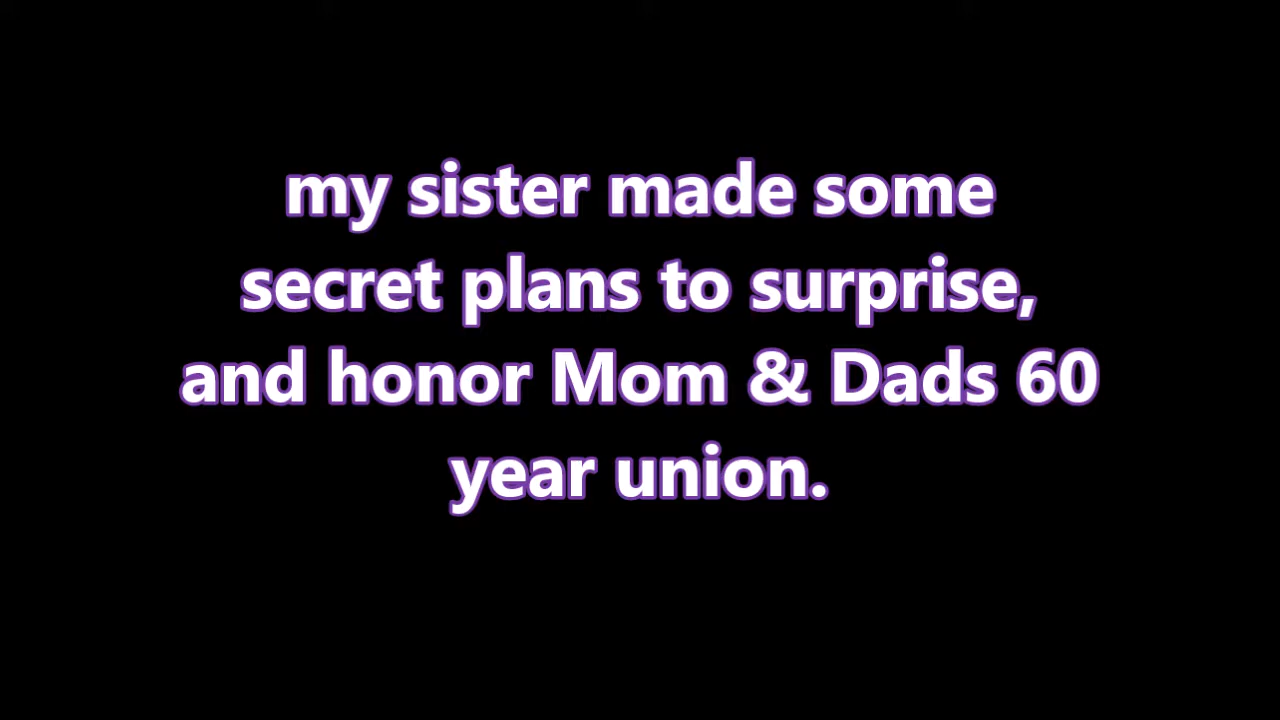 my sister made some
secret plans to surprise,
and honor Mom & Dads 60
year union.